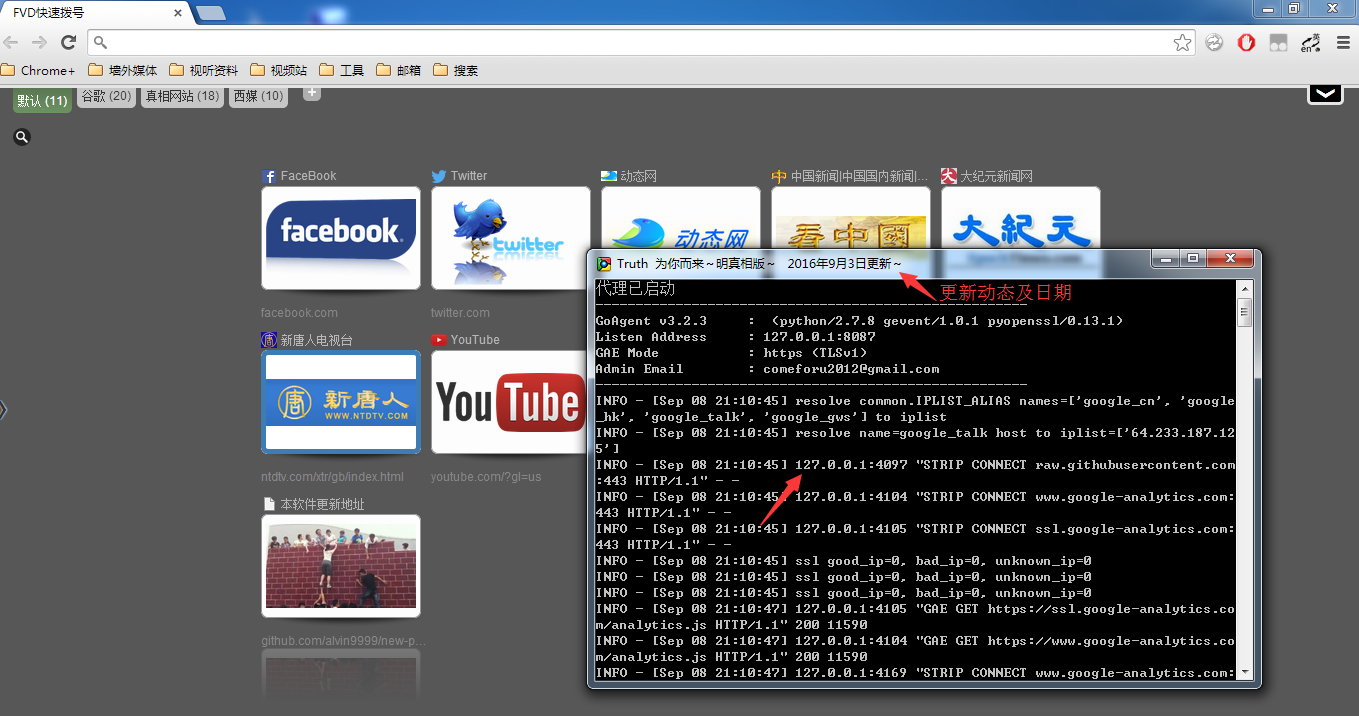 FVD快速拨号
Chrome+ 墙外媒体 视听资料 视频站 工具 邮箱 搜索
默认 (11) 谷歌 (20) 真相网站 (18) 西媒 (10)
FaceBook Twitter 动态网 中国新闻|中国国内新闻|... 大纪元新闻网
facebook. twitter 动态网 看中國 大紀元
facebook.com twitter.com
新唐人电视台 YouTube
新唐人
WWW.NTDTV.COM
YouTube
ntdtv.com/xtr/gb/index.html youtube.com/?gl=us
本软件更新地址
github.com/alvin9999/new-p...
Truth 为你而来～明真相版～ 2016年9月3日更新～
更新动态及日期
代理已启动
------------------------------------------------------
GoAgent v3.2.3 : (python/2.7.8 gevent/1.0.1 pyopenssl/0.13.1)
Listen Address : 127.0.0.1:8087
GAE Mode : https (TLSv1)
Admin Email : comeforu2012@gmail.com
------------------------------------------------------
INFO - [Sep 08 21:10:45] resolve common.IPLIST_ALIAS names=['google_cn', 'google
_hk', 'google_talk', 'google_gws'] to iplist
INFO - [Sep 08 21:10:45] resolve name=google_talk host to iplist=['64.233.187.12
5']
INFO - [Sep 08 21:10:45] 127.0.0.1:4097 "STRIP CONNECT raw.githubusercontent.com
:443 HTTP/1.1" - -
INFO - [Sep 08 21:10:45] 127.0.0.1:4104 "STRIP CONNECT www.google-analytics.com:
443 HTTP/1.1" - -
INFO - [Sep 08 21:10:45] 127.0.0.1:4105 "STRIP CONNECT ssl.google-analytics.com:
443 HTTP/1.1" - -
INFO - [Sep 08 21:10:45] ssl good_ip=0, bad_ip=0, unknown_ip=0
INFO - [Sep 08 21:10:45] ssl good_ip=0, bad_ip=0, unknown_ip=0
INFO - [Sep 08 21:10:45] ssl good_ip=0, bad_ip=0, unknown_ip=0
INFO - [Sep 08 21:10:47] 127.0.0.1:4105 "GAE GET https://ssl.google-analytics.co
m/analytics.js HTTP/1.1" 200 11590
INFO - [Sep 08 21:10:47] 127.0.0.1:4104 "GAE GET https://www.google-analytics.co
m/analytics.js HTTP/1.1" 200 11590
INFO - [Sep 08 21:10:47] 127.0.0.1:4169 "STRIP CONNECT www.google-analytics.com: